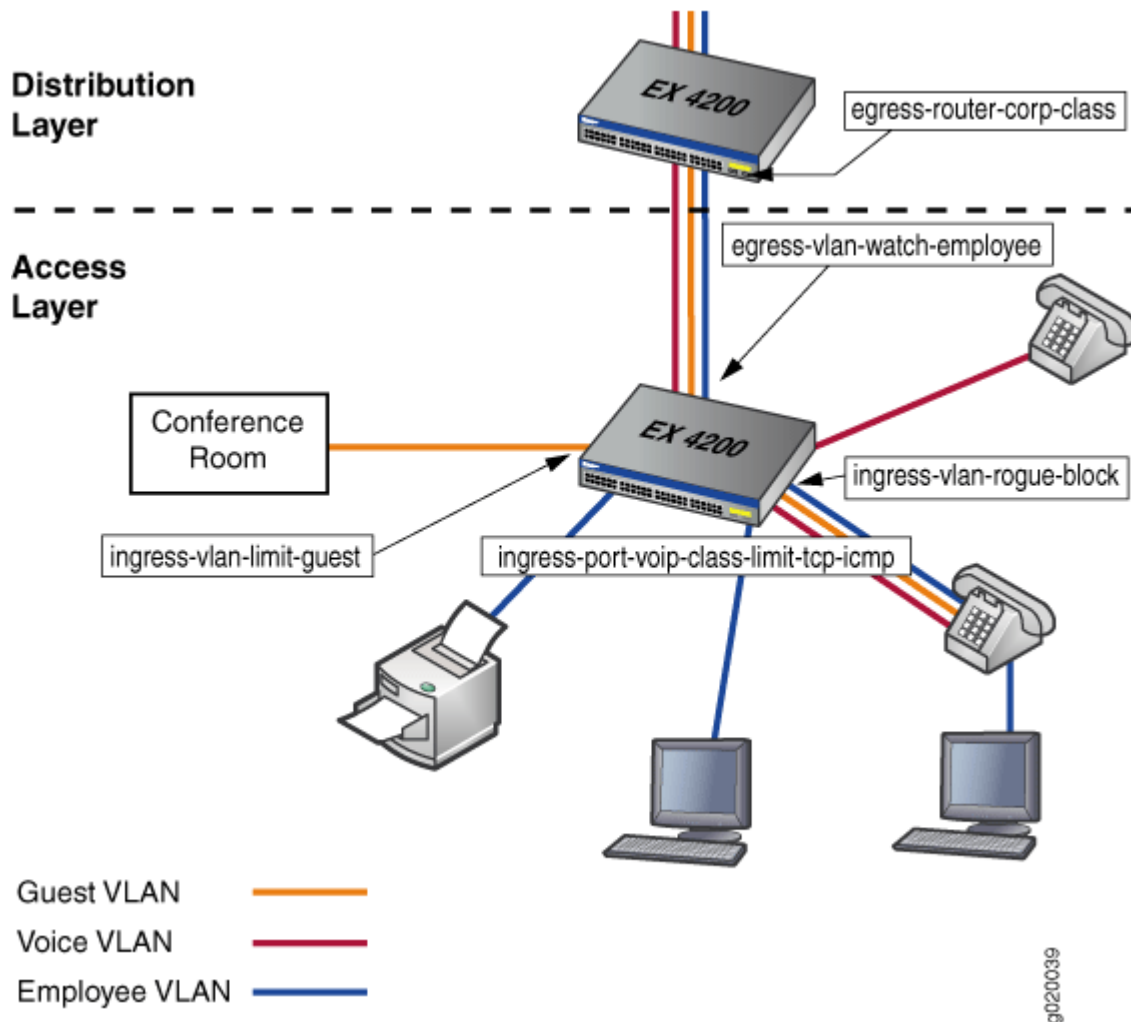 Distribution
Layer
EX 4200
egress-router-corp-class
egress-vlan-watch-employee
Access
Layer
Conference
Room
EX 4200
ingress-vlan-rogue-block
ingress-vlan-limit-guest
ingress-port-voip-class-limit-tcp-icmp
Guest VLAN
Voice VLAN
Employee VLAN
g020039